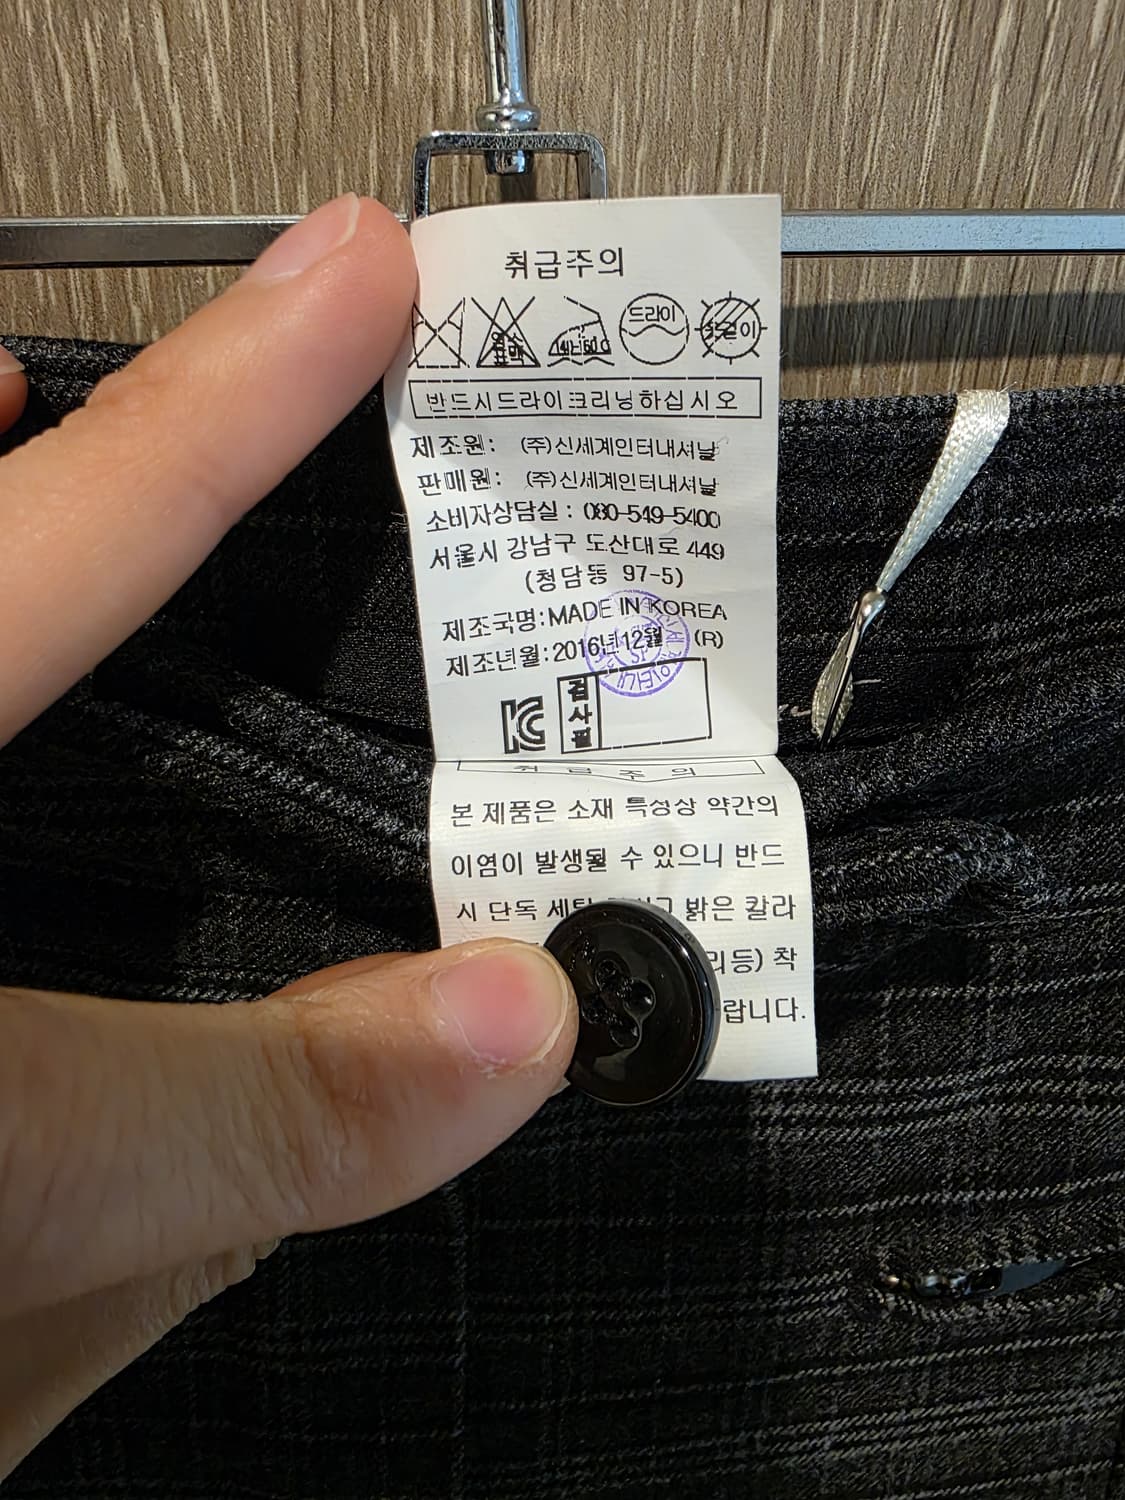 취급주의
드라이
반드시드라이크리닝하십시오
제조원: (주)신세계인터내셔날
판매원: (주)신세계인터내셔날
소비자상담실 : 080-549-5400
서울시 강남구 도산대로 449
(청담동 97-5)
제조국명:MADE IN KOREA
제조년월:2016년12월 (R)
KC 검사필
취급주의
본 제품은 소재 특성상 약간의
이염이 발생될 수 있으니 반드
시 단독 밝은 칼라
착